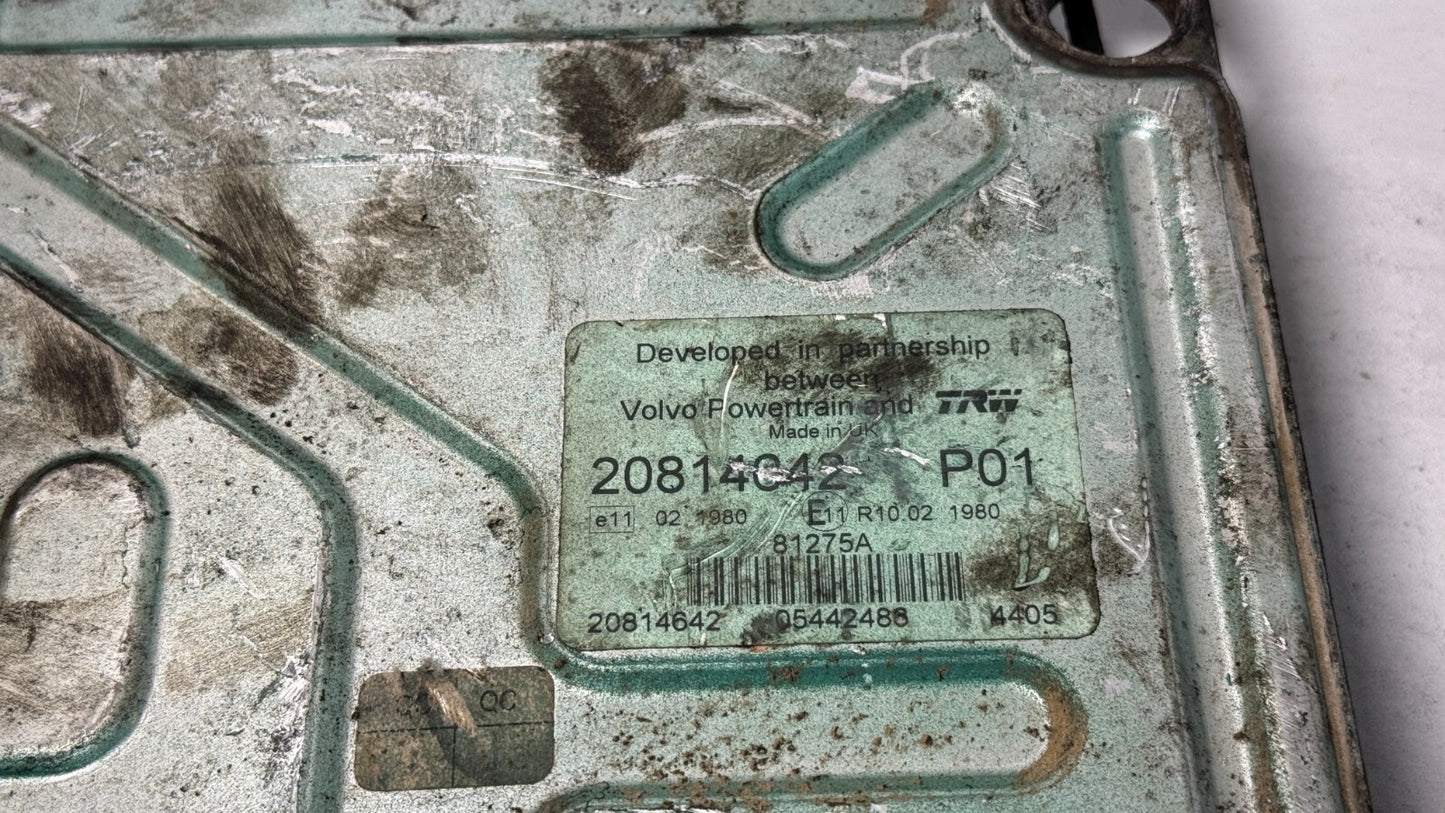 Developed in partnership
between
Volvo Powertrain and TRW
Made in UK
20814642 P01
e11 02 1980 E11 R10.02 1980
81275A
20814642 05442486 4405
QC